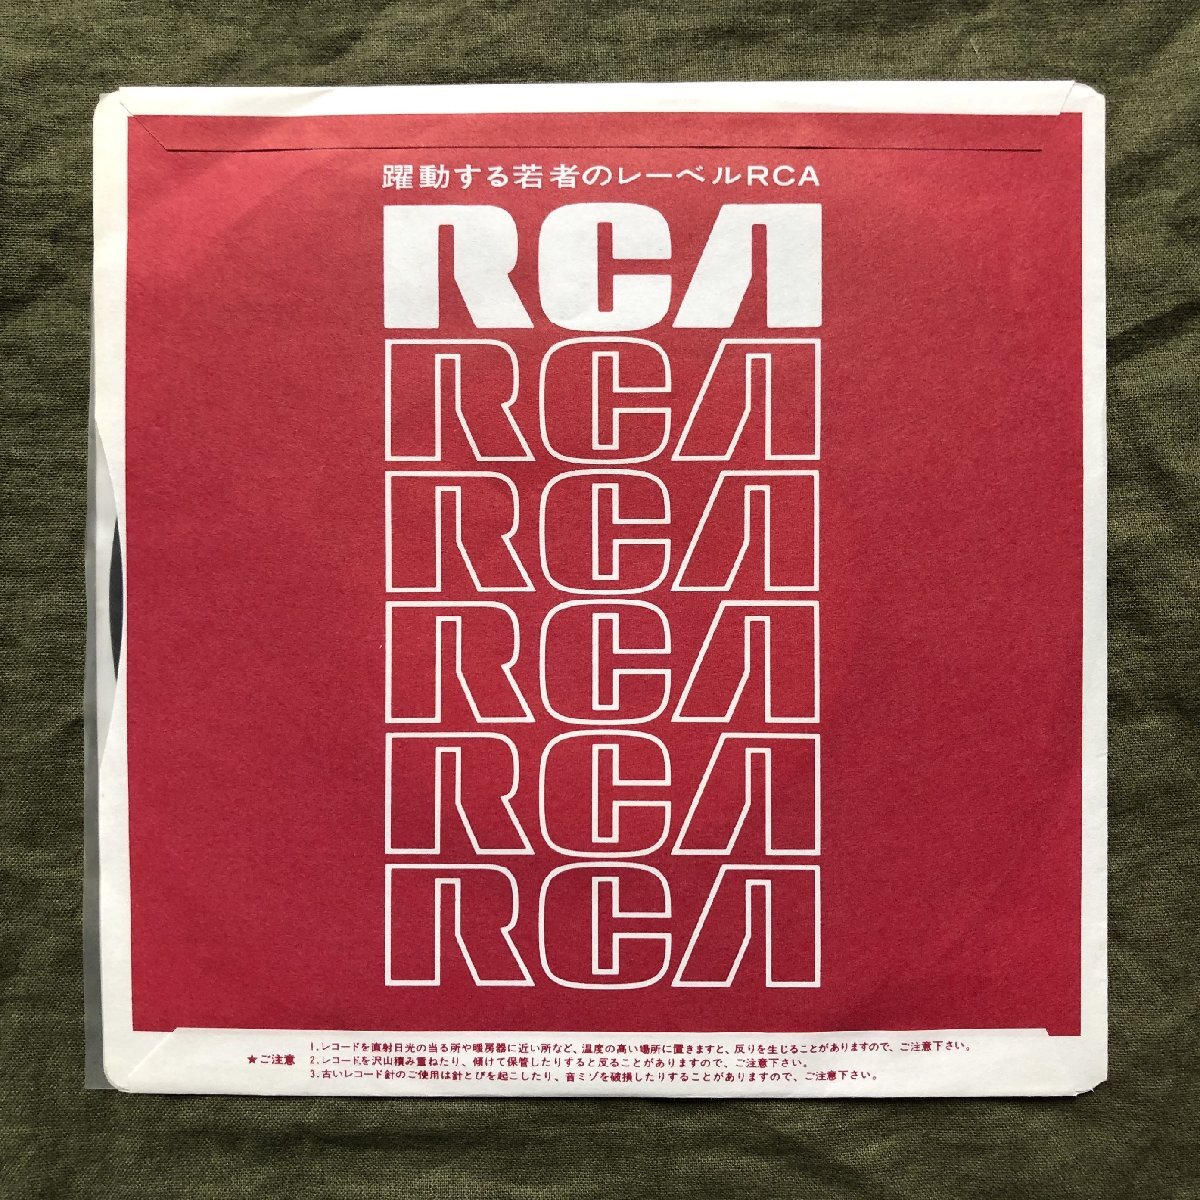 躍動する若者のレーベルRCA
RCA
RCA
RCA
RCA
RCA
RCA
★ご注意
1.レコードを直射日光の当る所や暖房器に近い所など、温度の高い場所に置きますと、反りを生じることがありますので、ご注意下さい。
2.レコードを沢山積み重ねたり、傾けて保管したりすると反ることがありますので、ご注意下さい。
3.古いレコード針のご使用は針とびを起こしたり、音ミゾを破損したりすることがありますので、ご注意下さい。